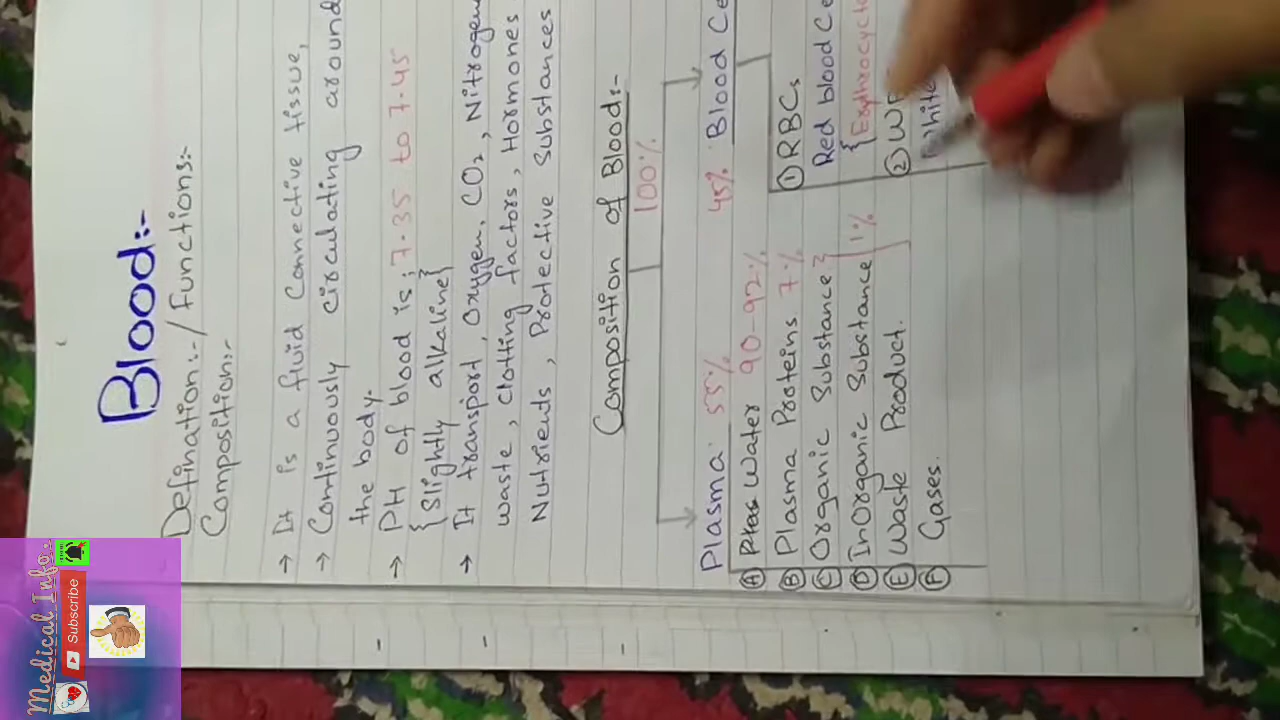 Blood:-
Defination:-/functions:-
Composition:-
→ It is a fluid Connective tissue,
→ Continuously circulating around
the body.
→ PH of blood is: 7.35 to 7.45
{Slightly alkaline}
→ It transport, Oxygen, CO2, Nitrogen
waste, Clotting factors, Hormones
Nutrients, Protective Substances
Composition of Blood:-
100%
Plasma. 55%
A Water 90-92%
B Plasma Proteins 7%
C Organic Substance }
D InOrganic Substance 1%
E Waste Product.
F Gases.
45% Blood Ce
① RBCs
Red blood Ce
{Erythrocyt
② W
White
Medical Info:-
Subscribe